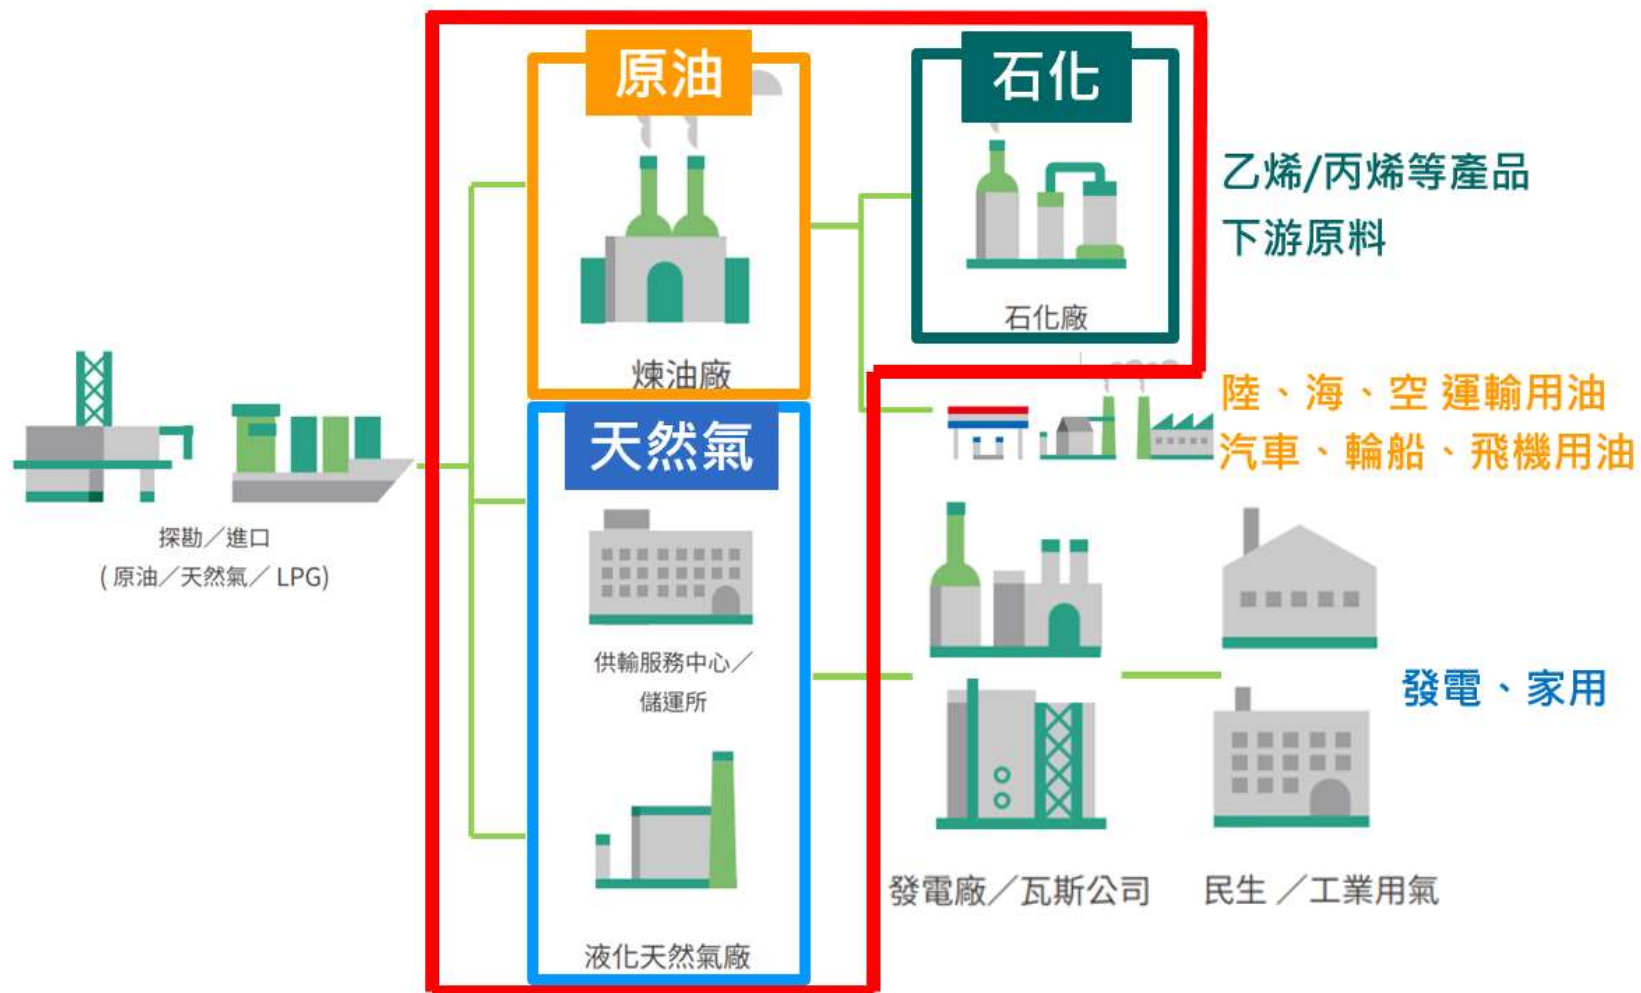 原油
石化
乙烯/丙烯等產品
下游原料
石化廠
煉油廠
陸、海、空 運輸用油
汽車、輪船、飛機用油
天然氣
探勘／進口
( 原油／天然氣／ LPG)
供輸服務中心／
儲運所
發電、家用
發電廠／瓦斯公司
民生 ／工業用氣
液化天然氣廠